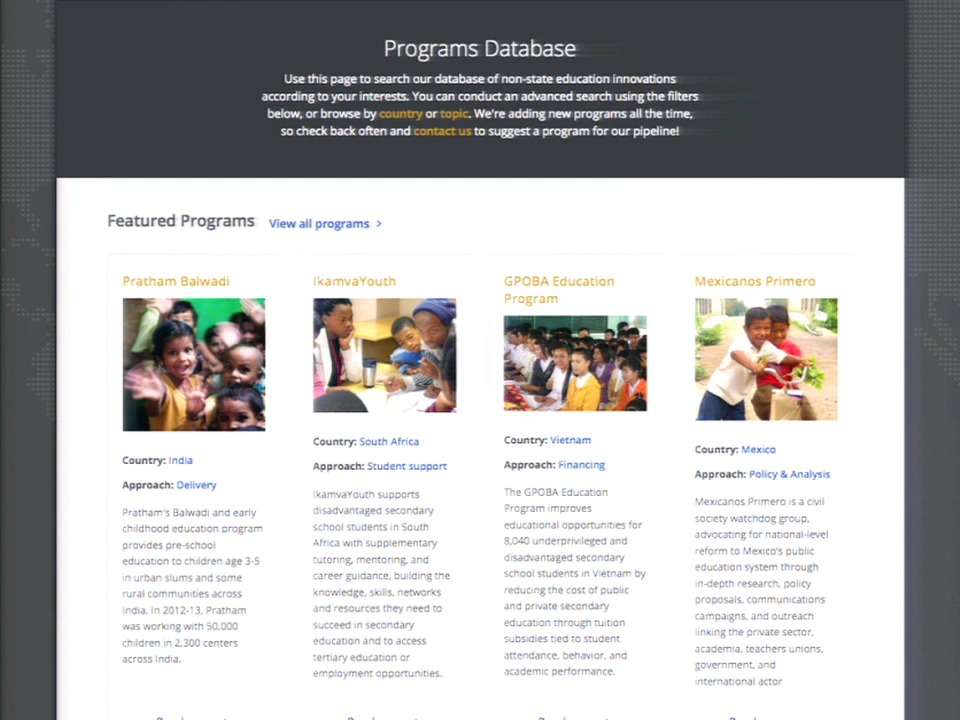 Programs Database
Use this page to search our database of non-state education innovations
according to your interests. You can conduct an advanced search using the filters
below, or browse by country or topic. We're adding new programs all the time,
so check back often and contact us to suggest a program for our pipeline!
Featured Programs View all programs >
Pratham Balwadi
Country: India
Approach: Delivery
Pratham's Balwadi and early
childhood education program
provides pre-school
education to children age 3-5
in urban slums and some
rural communities across
India. In 2012-13, Pratham
was working with 50,000
children in 2,300 centers
across India.
IkamvaYouth
Country: South Africa
Approach: Student support
IkamvaYouth supports
disadvantaged secondary
school students in South
Africa with supplementary
tutoring, mentoring, and
career guidance, building the
knowledge, skills, networks
and resources they need to
succeed in secondary
education and to access
tertiary education or
employment opportunities.
GPOBA Education
Program
Country: Vietnam
Approach: Financing
The GPOBA Education
Program improves
educational opportunities for
8,040 underprivileged and
disadvantaged secondary
school students in Vietnam by
reducing the cost of public
and private secondary
education through tuition
subsidies tied to student
attendance, behavior, and
academic performance.
Mexicanos Primero
Country: Mexico
Approach: Policy & Analysis
Mexicanos Primero is a civil
society watchdog group,
advocating for national-level
reform to Mexico's public
education system through
in-depth research, policy
proposals, communications
campaigns, and outreach
linking the private sector,
academia, teachers unions,
government, and
international actor